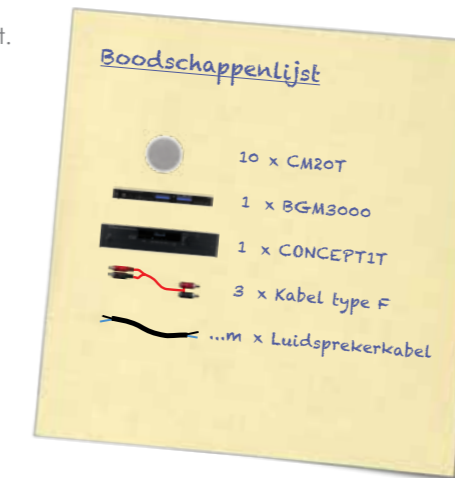 t.
Boodschappenlijst
10 x CM20T
1 x BGM3000
1 x CONCEPT1T
3 x Kabel type F
...m x Luidsprekerkabel